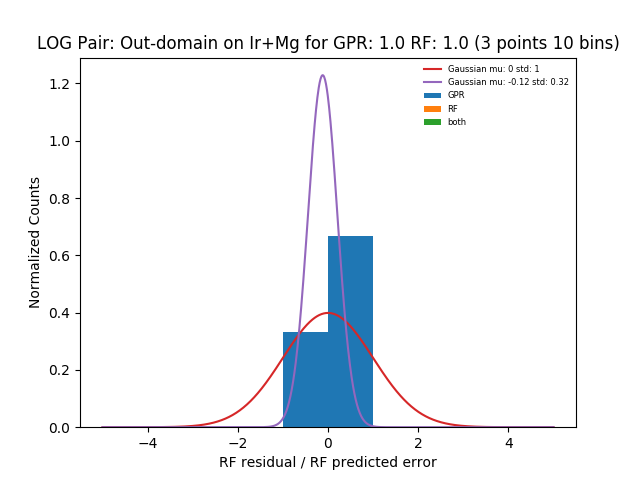 LOG Pair: Out-domain on Ir+Mg for GPR: 1.0 RF: 1.0 (3 points 10 bins)
Gaussian mu: 0 std: 1
Gaussian mu: -0.12 std: 0.32
GPR
RF
both
Normalized Counts
1.2
1.0
0.8
0.6
0.4
0.2
0.0
−4
−2
0
2
4
RF residual / RF predicted error